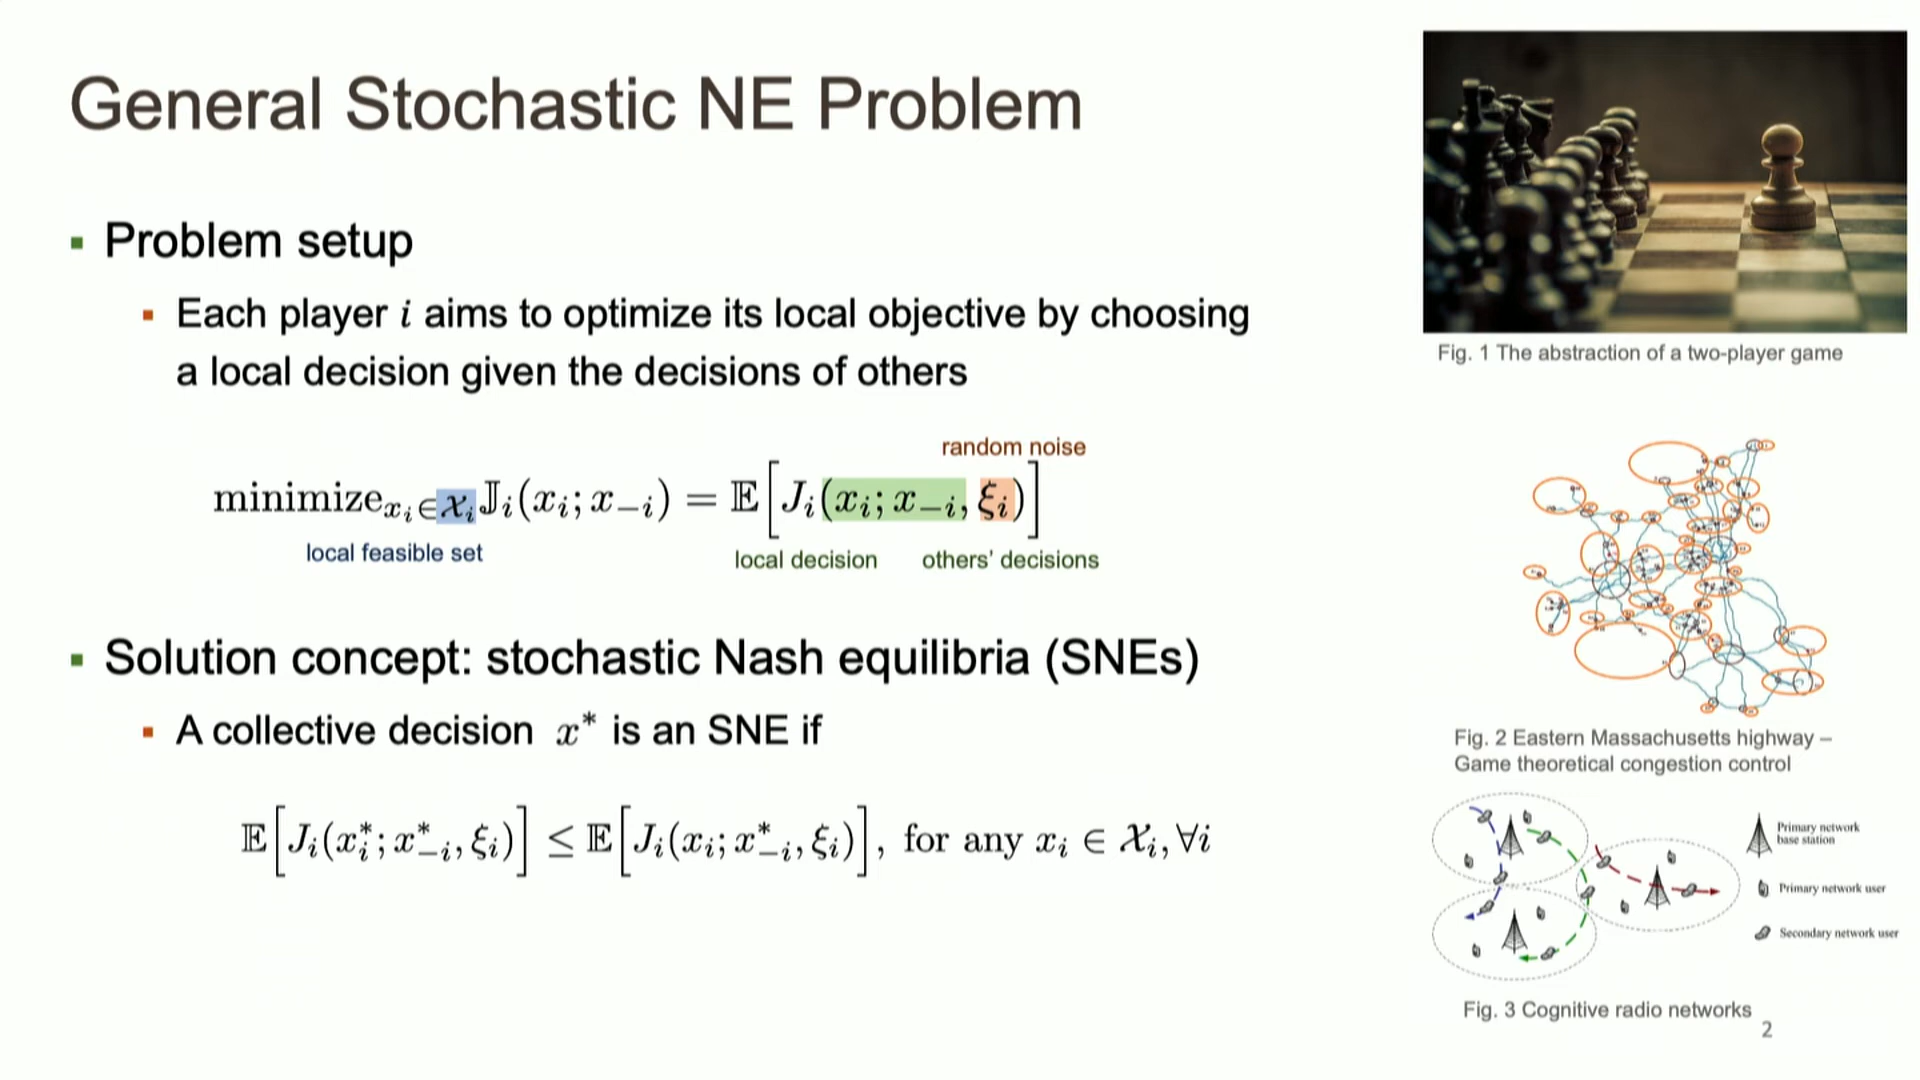 General Stochastic NE Problem
Problem setup
Each player i aims to optimize its local objective by choosing
a local decision given the decisions of others
random noise
minimize_{x_i∈𝒳_i} 𝕁_i(x_i; x_{−i}) = 𝔼[J_i(x_i; x_{−i}, ξ_i)]
local feasible set
local decision
others' decisions
Solution concept: stochastic Nash equilibria (SNEs)
A collective decision x* is an SNE if
𝔼[J_i(x_i^*; x_{−i}^*, ξ_i)] ≤ 𝔼[J_i(x_i; x_{−i}^*, ξ_i)], for any x_i ∈ 𝒳_i, ∀i
Fig. 1 The abstraction of a two-player game
Fig. 2 Eastern Massachusetts highway –
Game theoretical congestion control
Primary network
base station
Primary network user
Secondary network user
Fig. 3 Cognitive radio networks
2